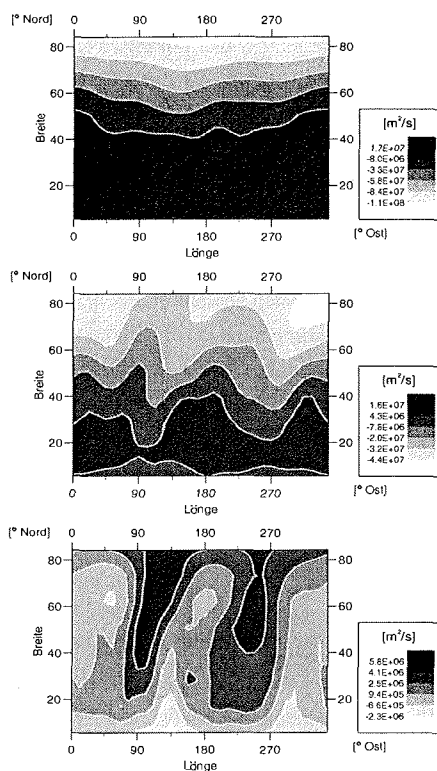 [° Nord]
0 90 180 270
80 80
60 60
40 40
20 20
Breite
0 90 180 270
Länge
[° Ost]
[m²/s]
1.7E+07
-8.0E+06
-3.3E+07
-5.8E+07
-8.4E+07
-1.1E+08
[° Nord]
0 90 180 270
80 80
60 60
40 40
20 20
Breite
0 90 180 270
Länge
[° Ost]
[m²/s]
1.6E+07
4.3E+06
-7.8E+06
-2.0E+07
-3.2E+07
-4.4E+07
[° Nord]
0 90 180 270
80 80
60 60
40 40
20 20
Breite
0 90 180 270
Länge
[° Ost]
[m²/s]
5.8E+06
4.1E+06
2.5E+06
9.4E+05
-6.6E+05
-2.3E+06